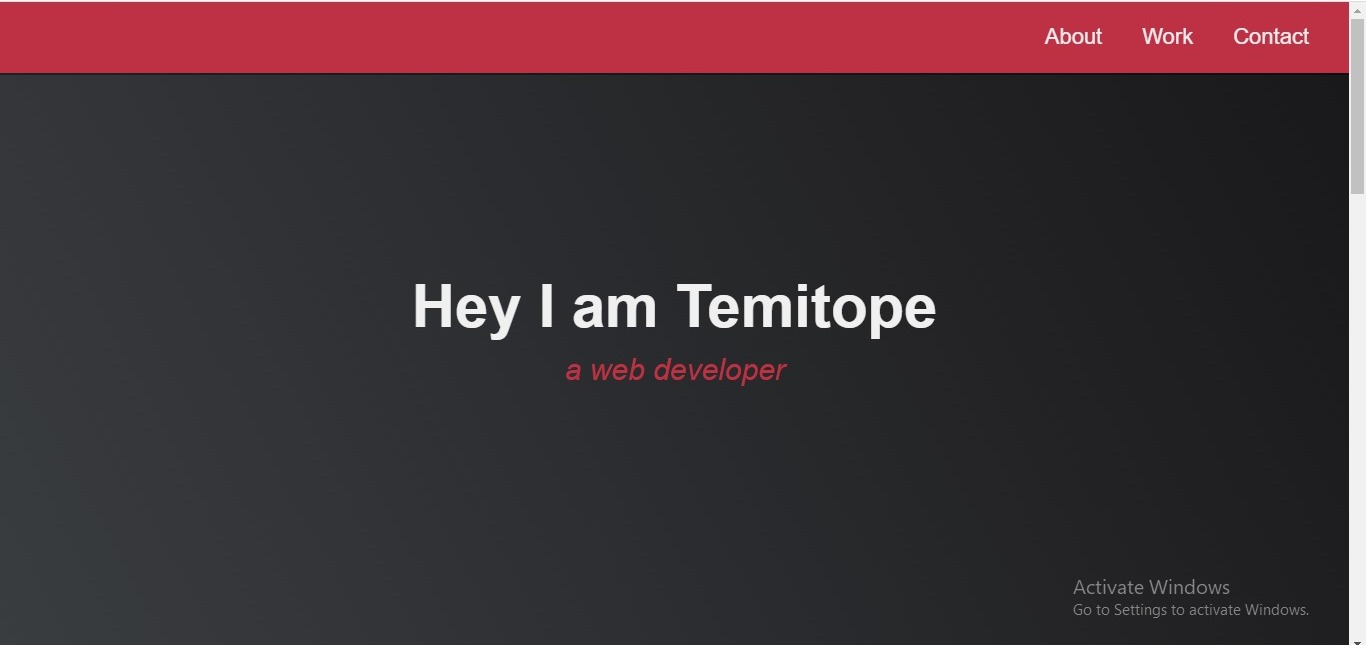 About Work Contact
Hey I am Temitope
a web developer
Activate Windows
Go to Settings to activate Windows.